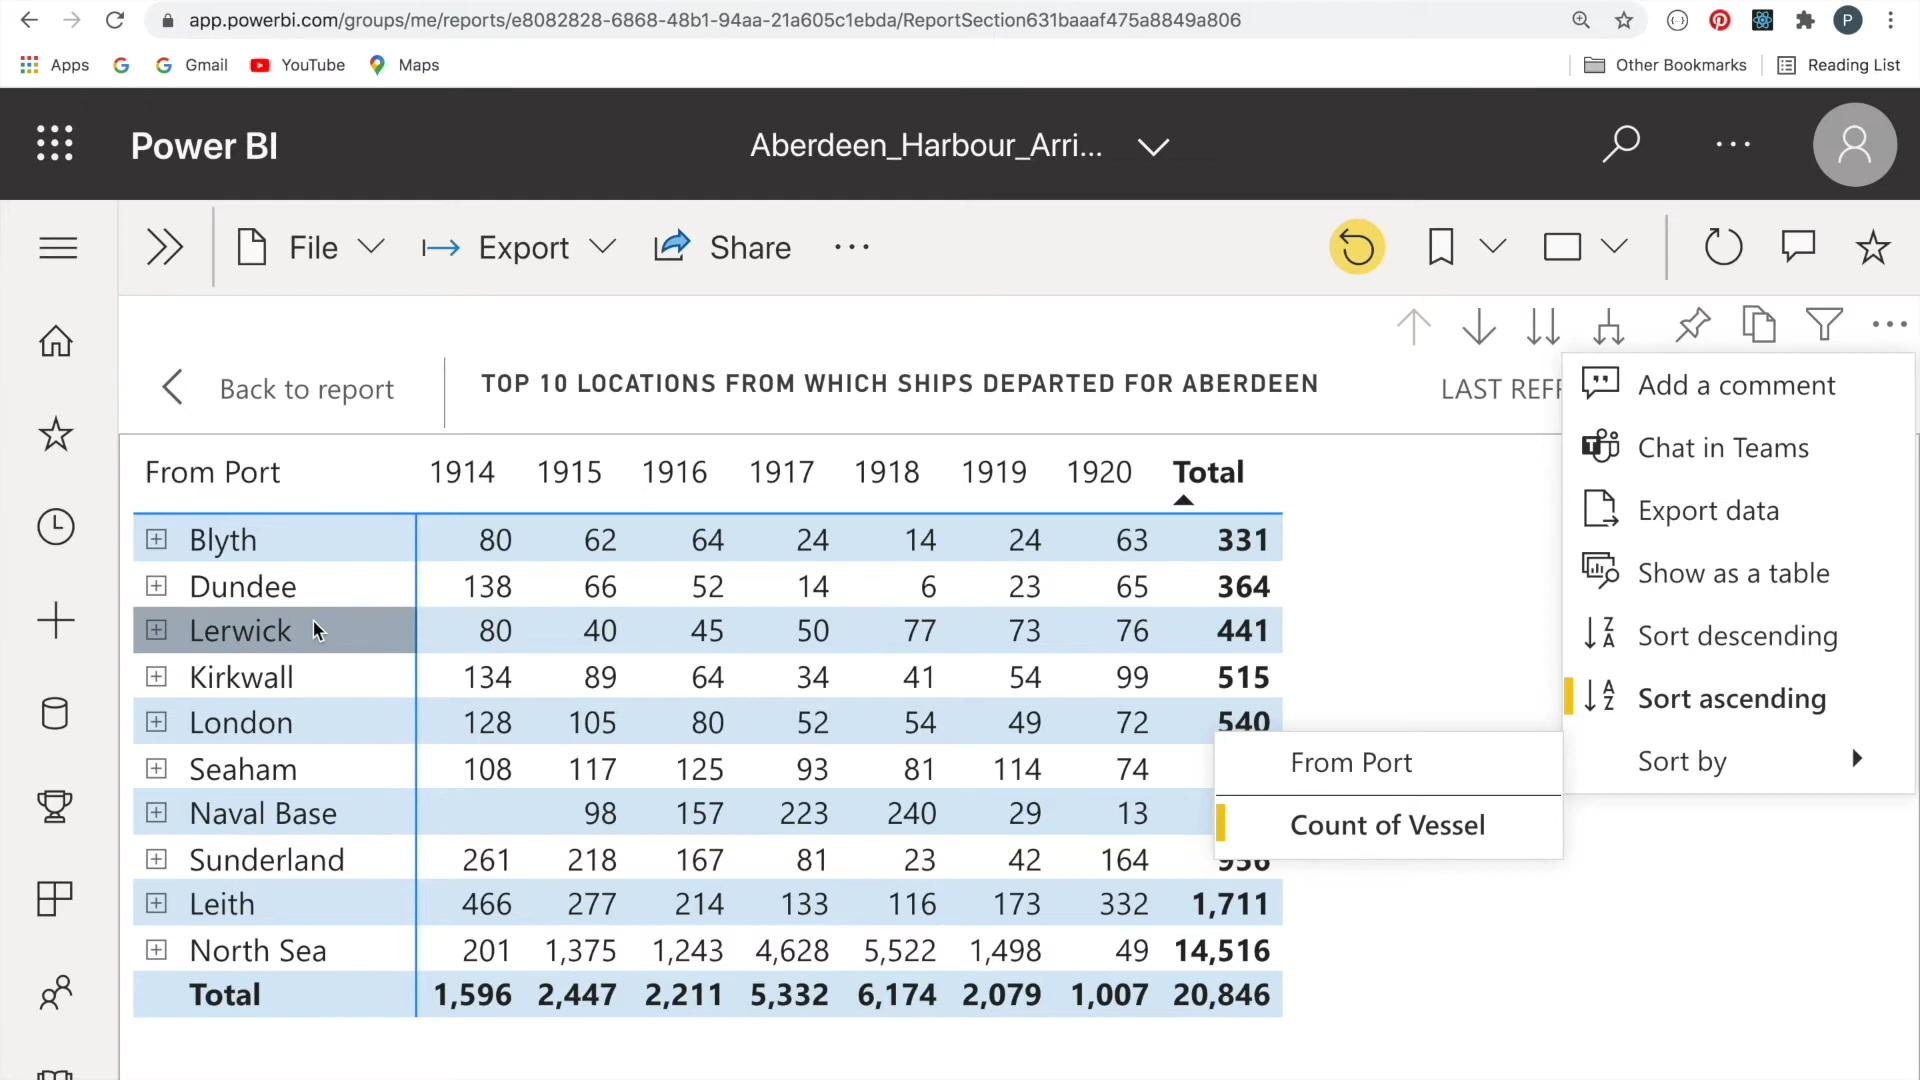 app.powerbi.com/groups/me/reports/e8082828-6868-48b1-94aa-21a605c1ebda/ReportSection631baaaf475a8849a806
P
Apps Gmail YouTube Maps Other Bookmarks Reading List
Power BI Aberdeen_Harbour_Arri...
File Export Share
Back to report TOP 10 LOCATIONS FROM WHICH SHIPS DEPARTED FOR ABERDEEN LAST REF
From Port 1914 1915 1916 1917 1918 1919 1920 Total
Blyth 80 62 64 24 14 24 63 331
Dundee 138 66 52 14 6 23 65 364
Lerwick 80 40 45 50 77 73 76 441
Kirkwall 134 89 64 34 41 54 99 515
London 128 105 80 52 54 49 72 540
Seaham 108 117 125 93 81 114 74
Naval Base 98 157 223 240 29 13
Sunderland 261 218 167 81 23 42 164
Leith 466 277 214 133 116 173 332 1,711
North Sea 201 1,375 1,243 4,628 5,522 1,498 49 14,516
Total 1,596 2,447 2,211 5,332 6,174 2,079 1,007 20,846
Add a comment
Chat in Teams
Export data
Show as a table
Sort descending
Sort ascending
Sort by
From Port
Count of Vessel